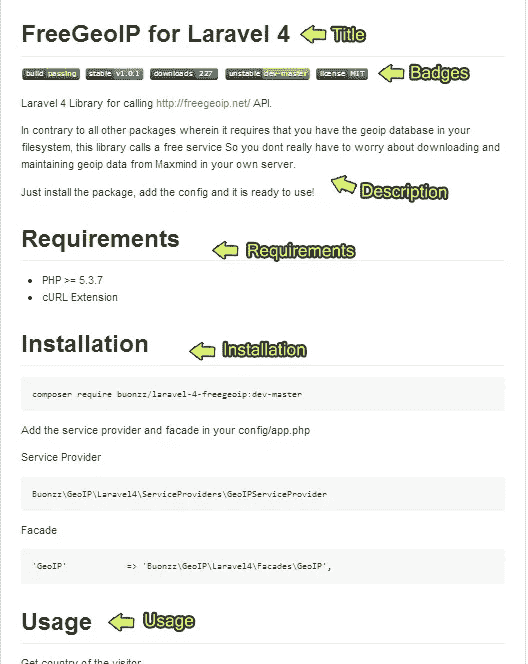 FreeGeoIP for Laravel 4 Title
build passing stable v1.0.1 downloads 227 unstable dev-master license MIT Badges
Laravel 4 Library for calling http://freegeoip.net/ API.
In contrary to all other packages wherein it requires that you have the geoip database in your
filesystem, this library calls a free service So you dont really have to worry about downloading and
maintaining geoip data from Maxmind in your own server.
Just install the package, add the config and it is ready to use! Description
Requirements Requirements
PHP >= 5.3.7
cURL Extension
Installation Installation
composer require buonzz/laravel-4-freegeoip:dev-master
Add the service provider and facade in your config/app.php
Service Provider
Buonzz\GeoIP\Laravel4\ServiceProviders\GeoIPServiceProvider
Facade
'GeoIP' => 'Buonzz\GeoIP\Laravel4\Facades\GeoIP',
Usage Usage
Get country of the visitor